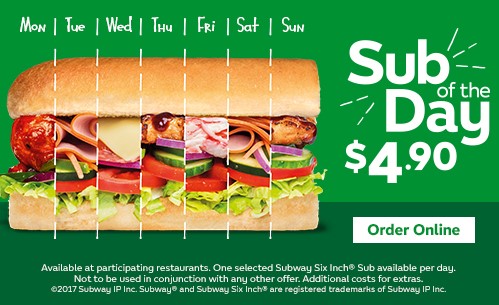 Mon | Tue | Wed | Thu | Fri | Sat | Sun
Sub
of the
Day
$4.90
Order Online
Available at participating restaurants. One selected Subway Six Inch® Sub available per day.
Not to be used in conjunction with any other offer. Additional costs for extras.
©2017 Subway IP Inc. Subway® and Subway Six Inch® are registered trademarks of Subway IP Inc.